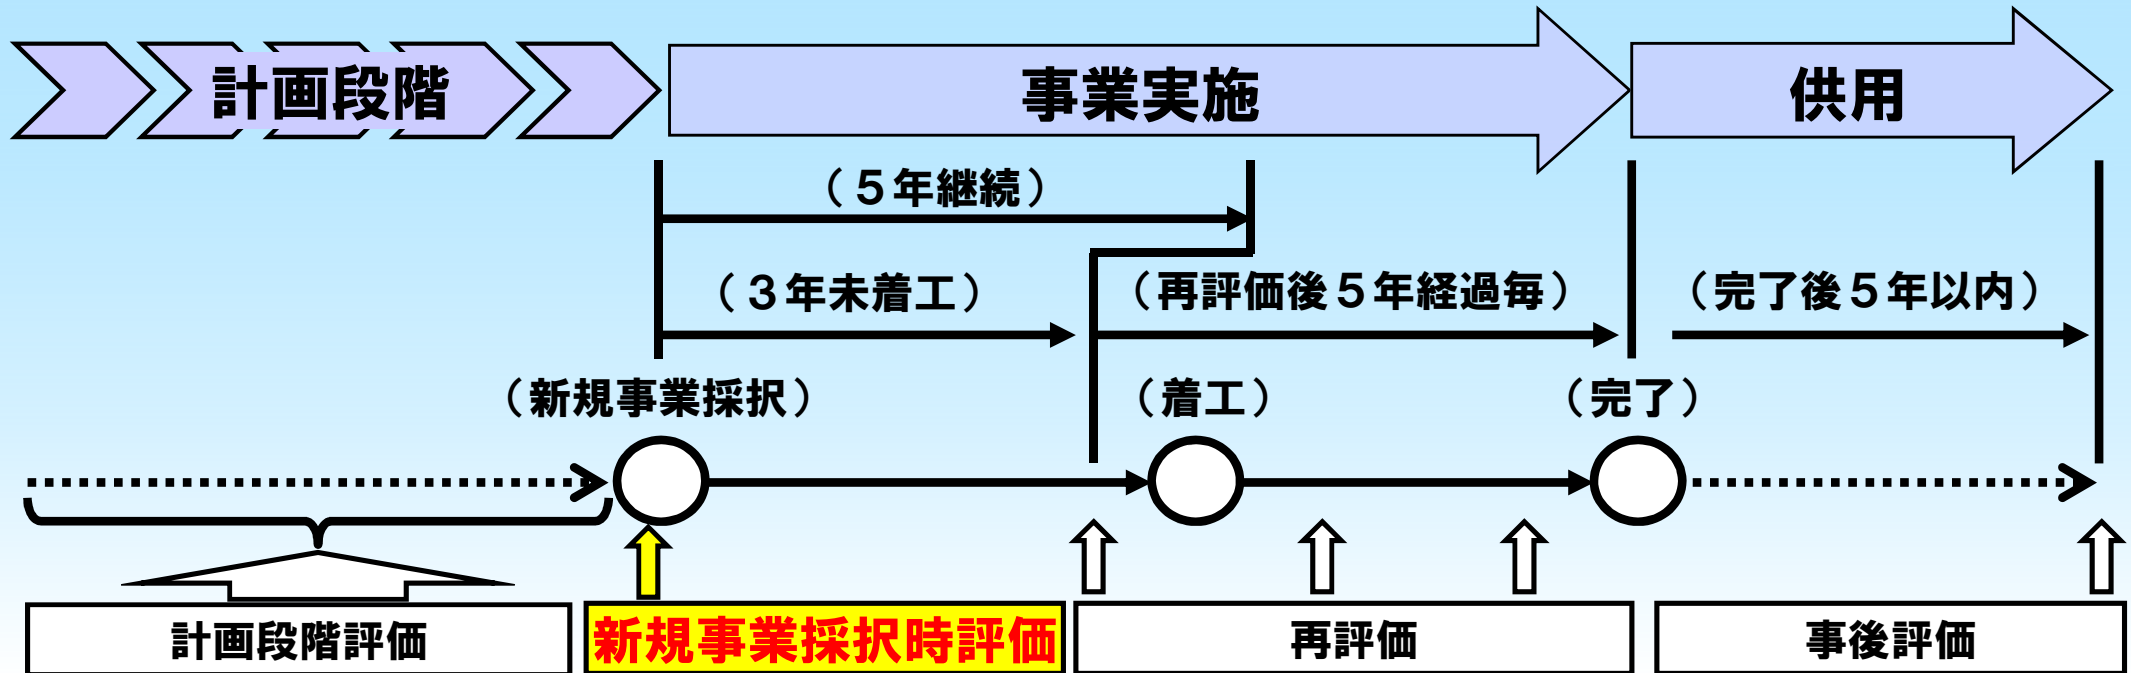 計画段階
事業実施
供用
（５年継続）
（３年未着工）
（再評価後５年経過毎）
（完了後５年以内）
（新規事業採択）
（着工）
（完了）
計画段階評価
新規事業採択時評価
再評価
事後評価